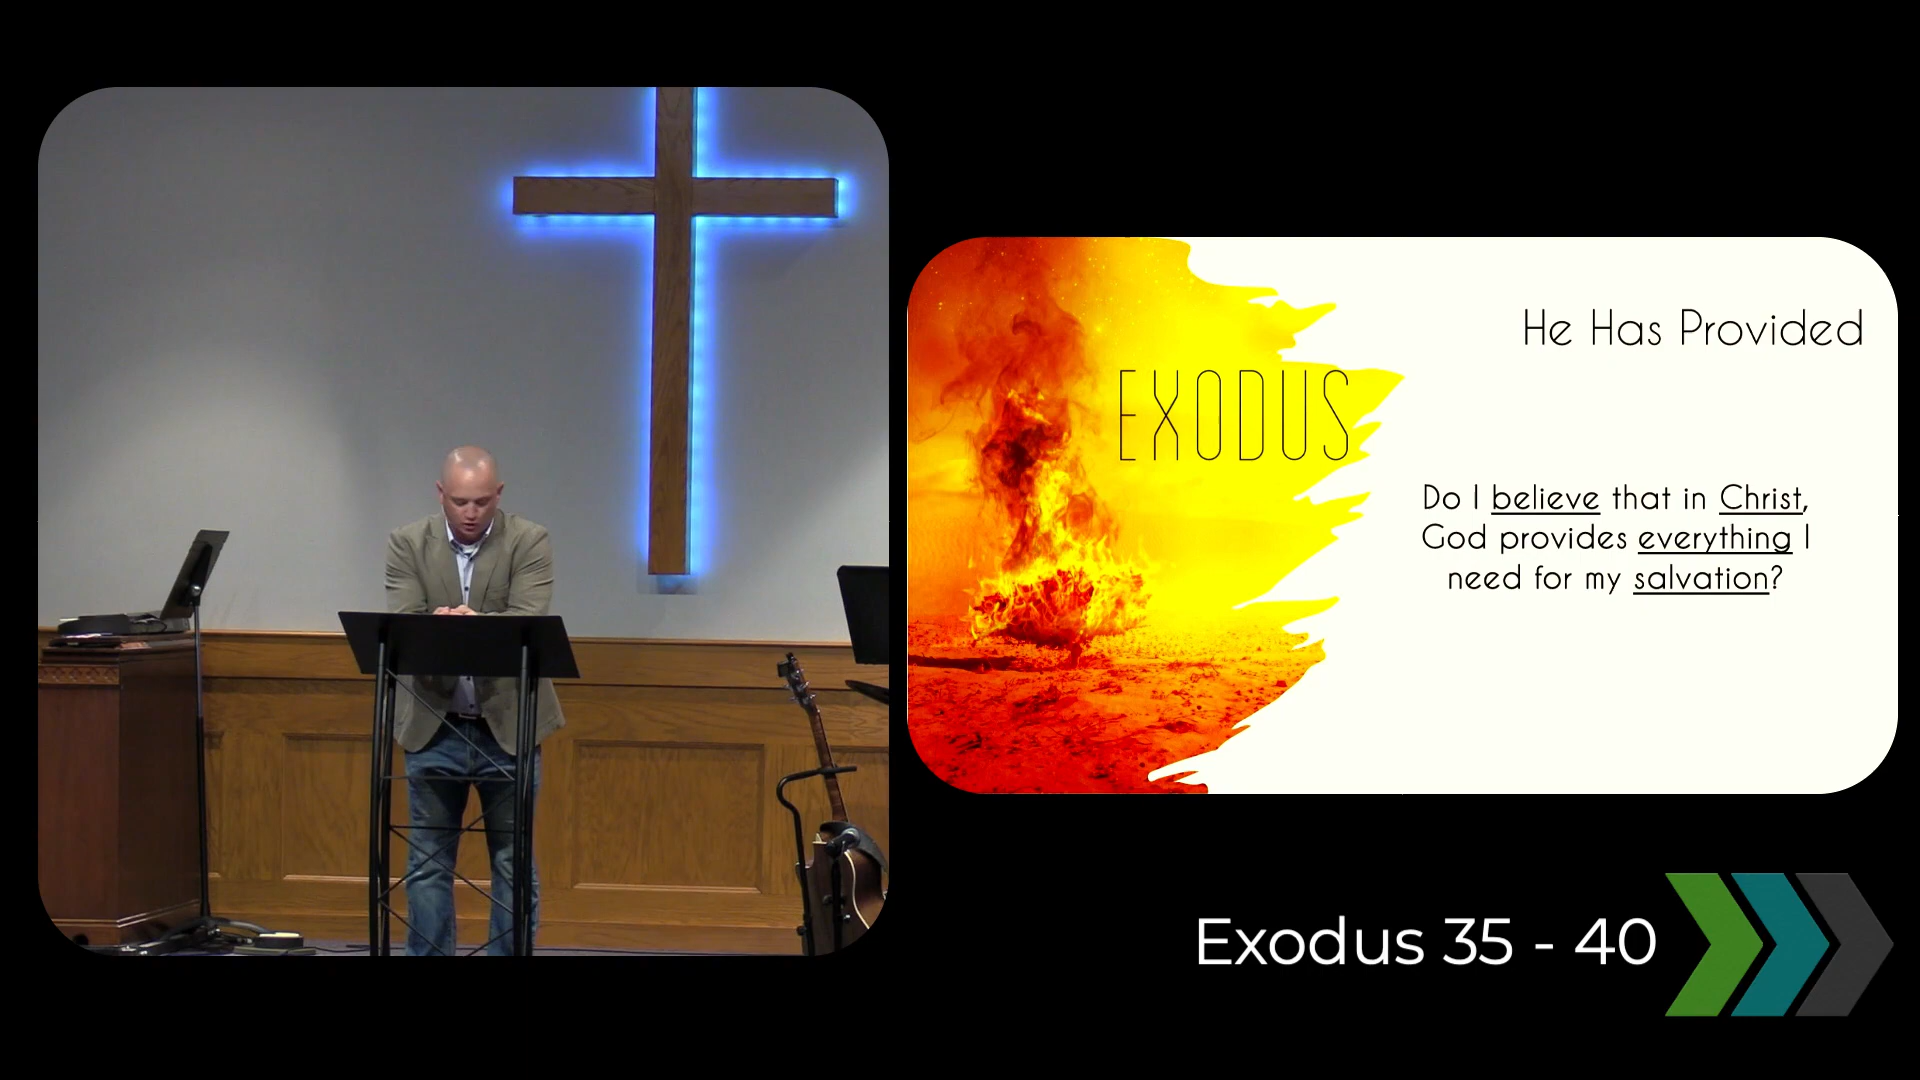 He Has Provided
EXODUS
Do I believe that in Christ,
God provides everything I
need for my salvation?
Exodus 35 - 40